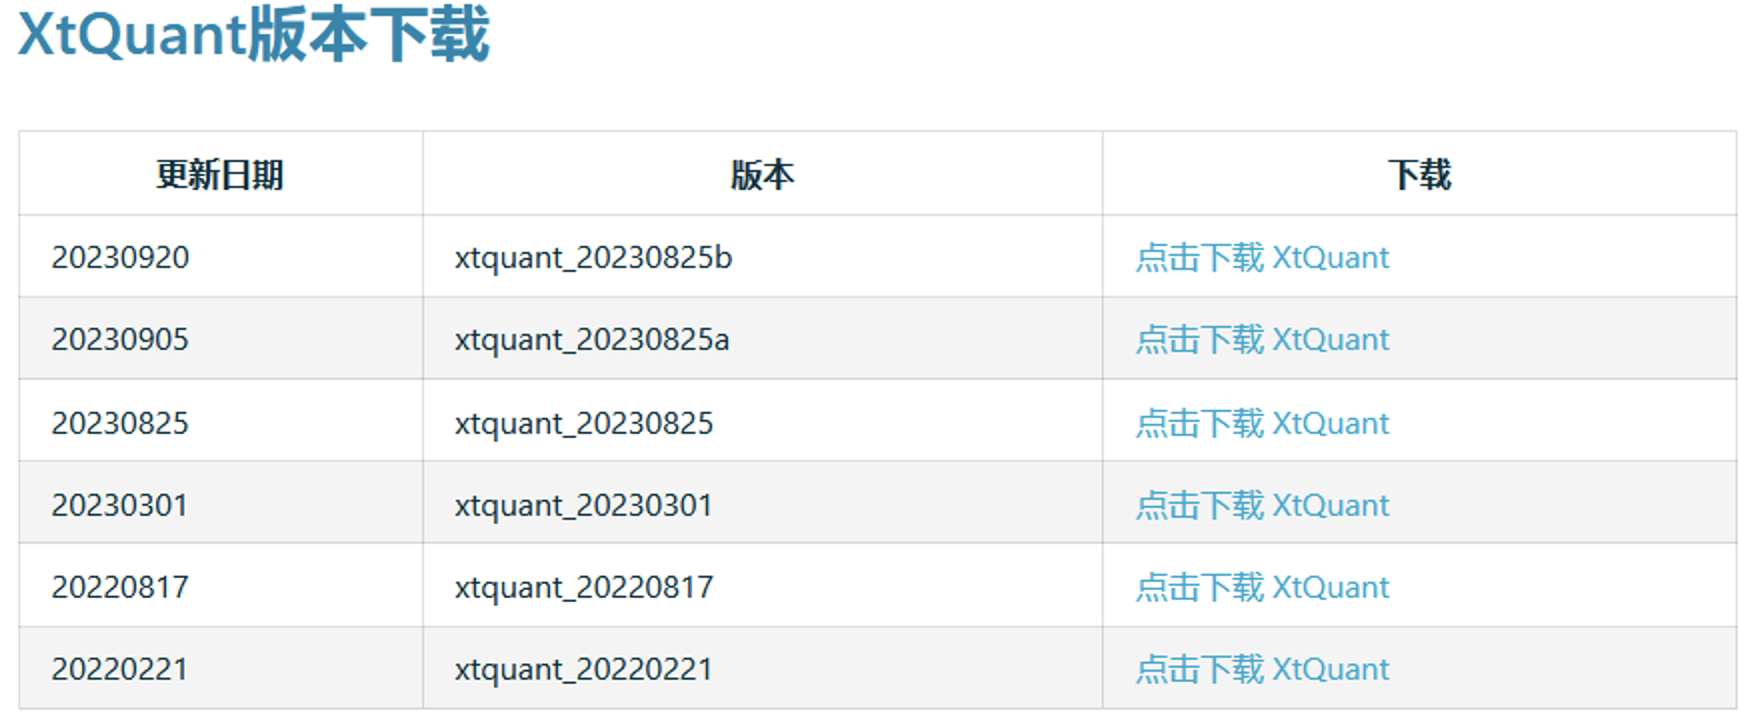 XtQuant版本下载
更新日期 版本 下载
20230920 xtquant_20230825b 点击下载 XtQuant
20230905 xtquant_20230825a 点击下载 XtQuant
20230825 xtquant_20230825 点击下载 XtQuant
20230301 xtquant_20230301 点击下载 XtQuant
20220817 xtquant_20220817 点击下载 XtQuant
20220221 xtquant_20220221 点击下载 XtQuant